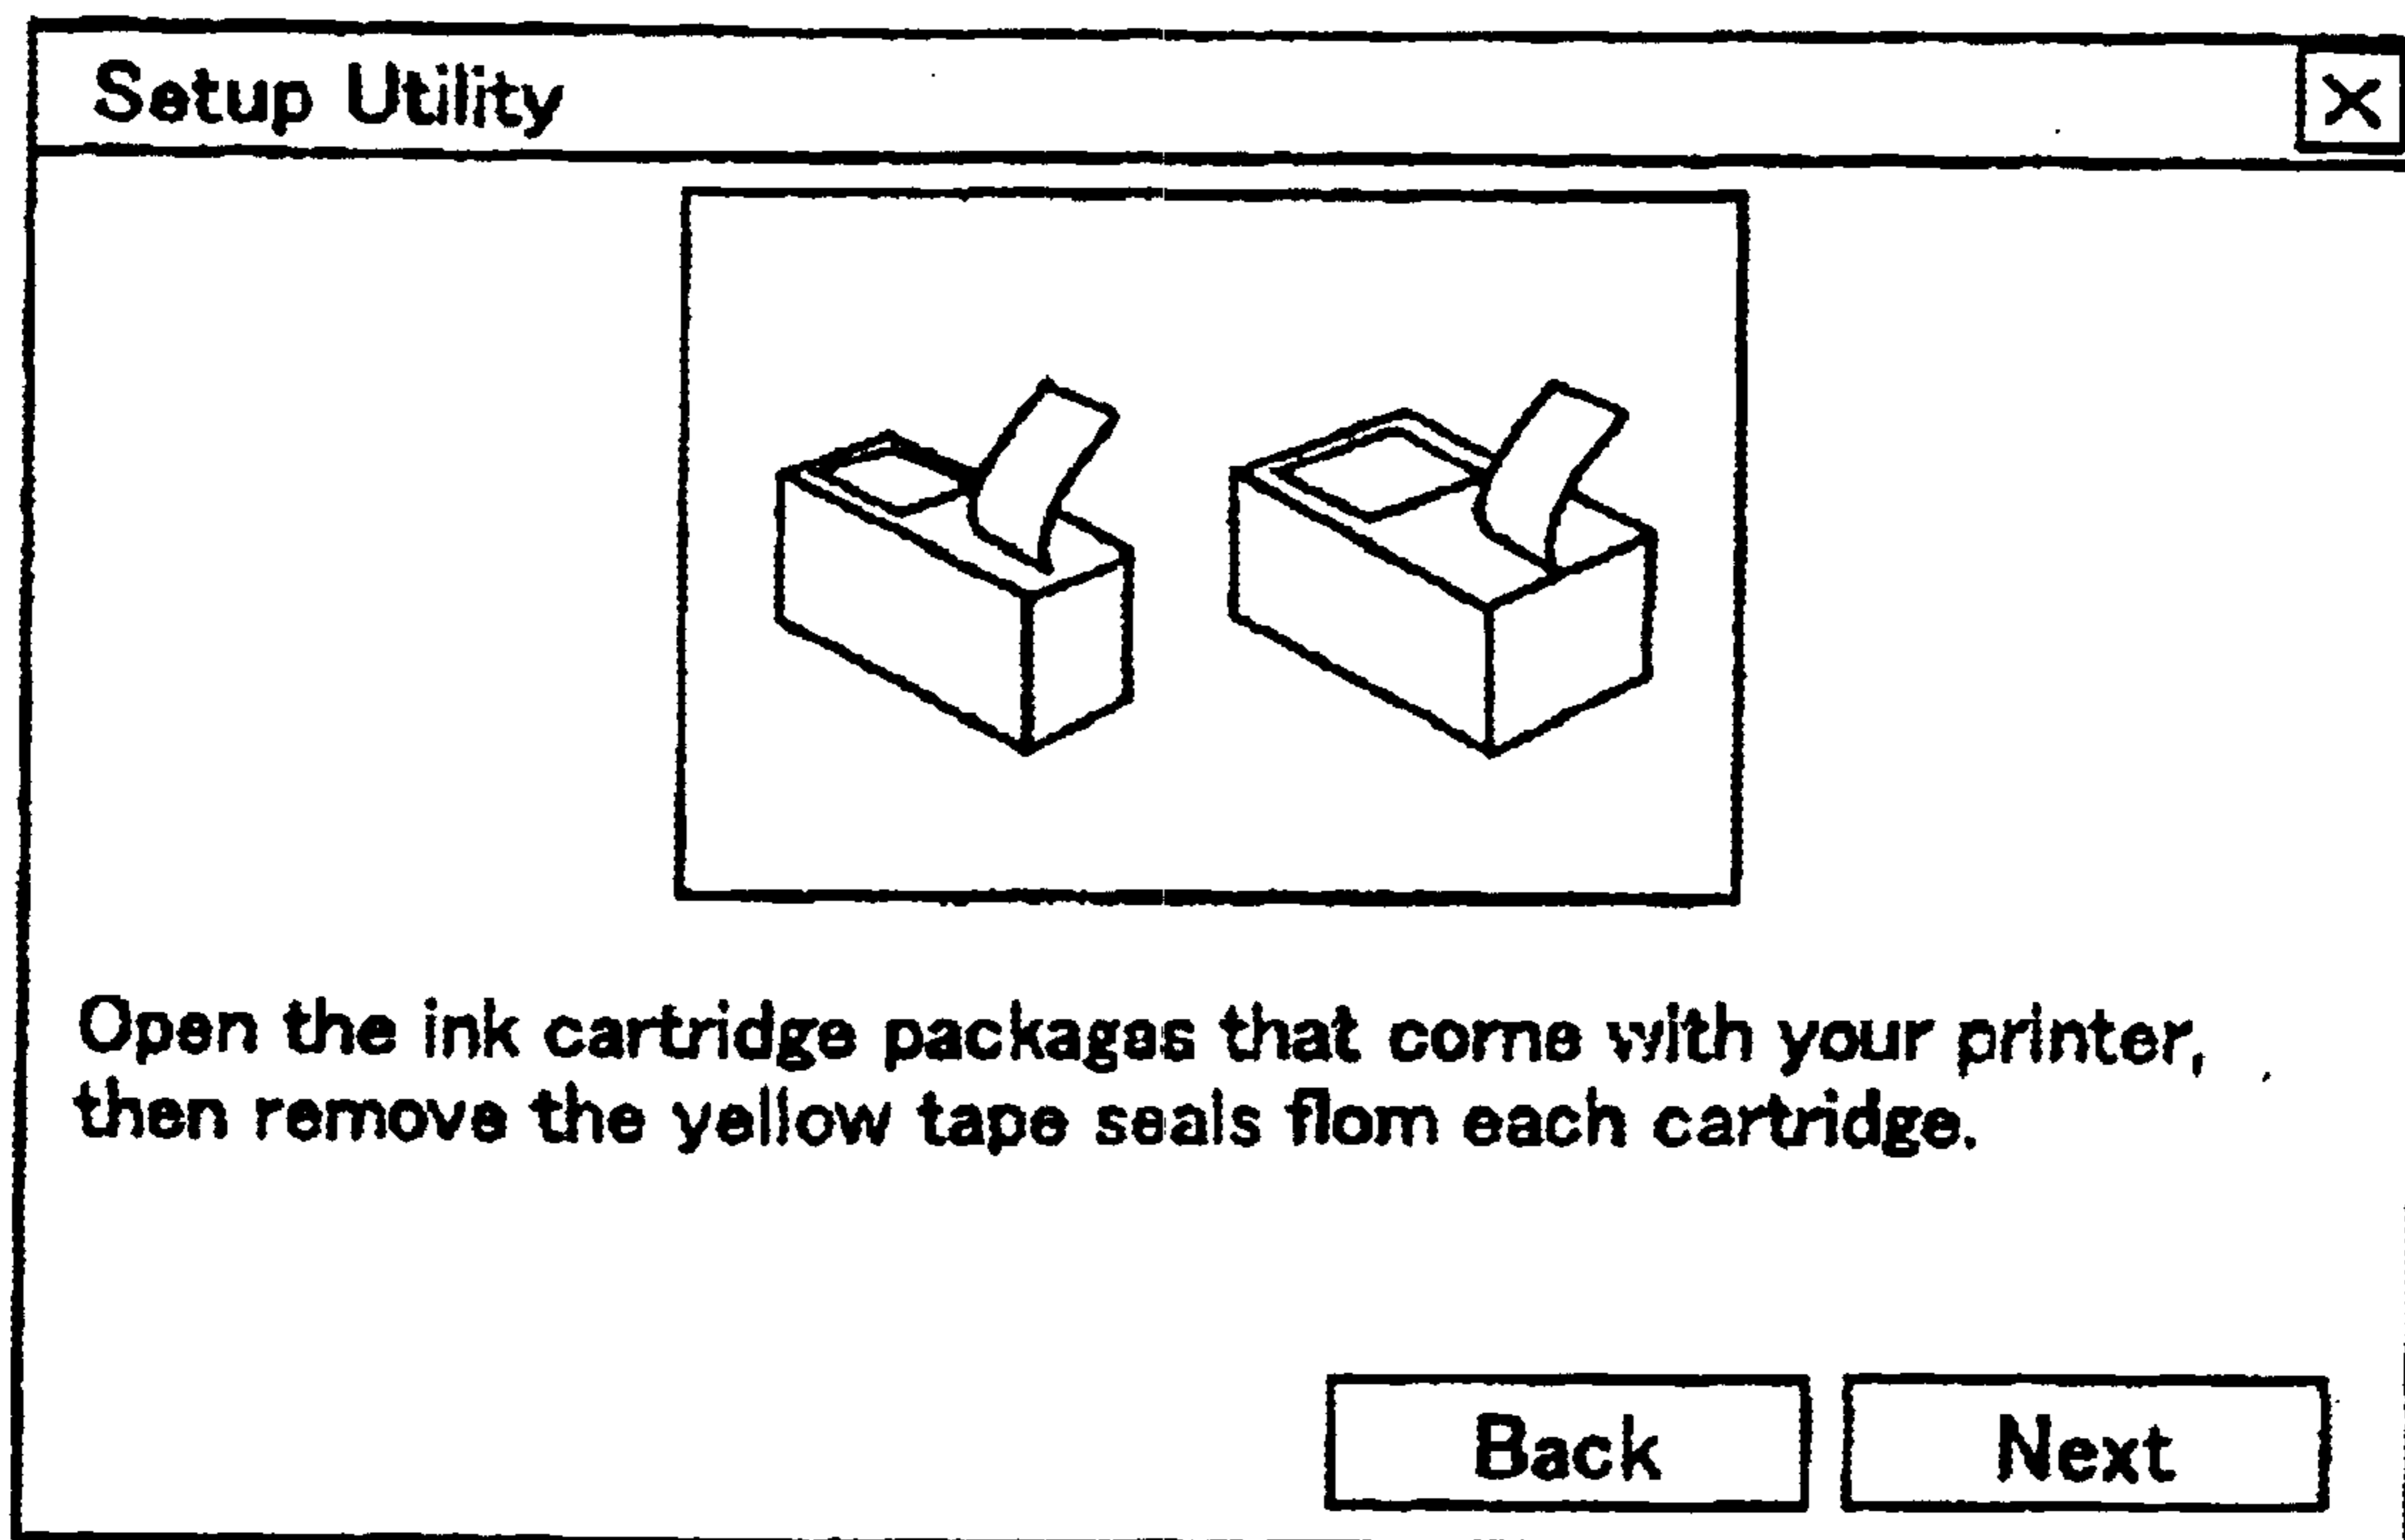 Setup Utility
Open the ink cartridge packages that come with your printer,
then remove the yellow tape seals flom each cartridge.
Back
Next